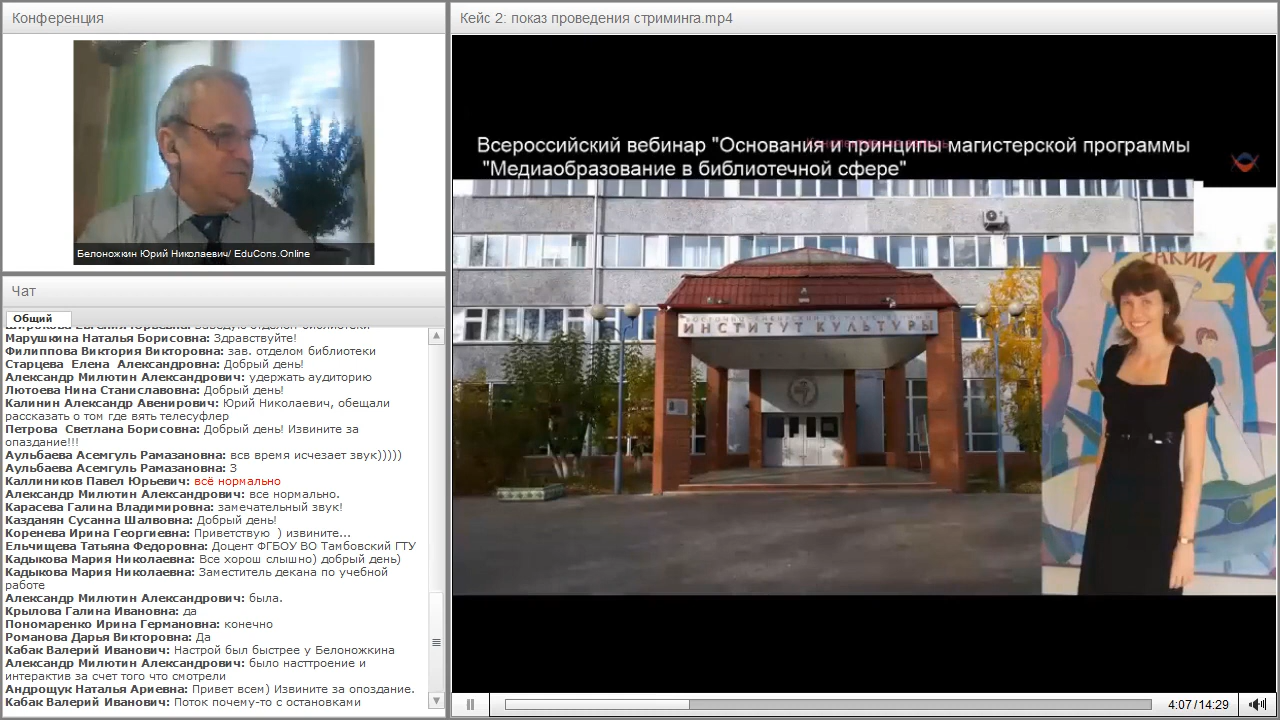 Конференция
Белоножкин Юрий Николаевич/ EduCons.Online
Чат
Общий
Марушкина Наталья Борисовна: Здравствуйте!
Филиппова Виктория Викторовна: зав. отделом библиотеки
Старцева Елена Александровна: Добрый день!
Александр Милютин Александрович: удержать аудиторию
Лютоева Нина Станиславовна: Добрый день!
Калинин Александр Авенирович: Юрий Николаевич, обещали
рассказать о том где вять телесуфлер
Петрова Светлана Борисовна: Добрый день! Извините за
опаздание!!!
Аульбаева Асемгуль Рамазановна: всв время исчезает звук)))))
Аульбаева Асемгуль Рамазановна: 3
Каллиников Павел Юрьевич: всё нормально
Александр Милютин Александрович: все нормально.
Карасева Галина Владимировна: замечательный звук!
Казданян Сусанна Шалвовна: Добрый день!
Коренева Ирина Георгиевна: Приветствую ) извините...
Ельчищева Татьяна Федоровна: Доцент ФГБОУ ВО Тамбовский ГТУ
Кадыкова Мария Николаевна: Все хорош слышно) добрый день)
Кадыкова Мария Николаевна: Заместитель декана по учебной
работе
Александр Милютин Александрович: была.
Крылова Галина Ивановна: да
Пономаренко Ирина Германовна: конечно
Романова Дарья Викторовна: Да
Кабак Валерий Иванович: Настрой был быстрее у Белоножкина
Александр Милютин Александрович: было насттроение и
интерактив за счет того что смотрели
Андрощук Наталья Ариевна: Привет всем) Извините за опоздание.
Кабак Валерий Иванович: Поток почему-то с остановками
Кейс 2: показ проведения стриминга.mp4
Всероссийский вебинар "Основания и принципы магистерской программы
"Медиаобразование в библиотечной сфере"
ИНСТИТУТ КУЛЬТУРЫ
4:07/14:29